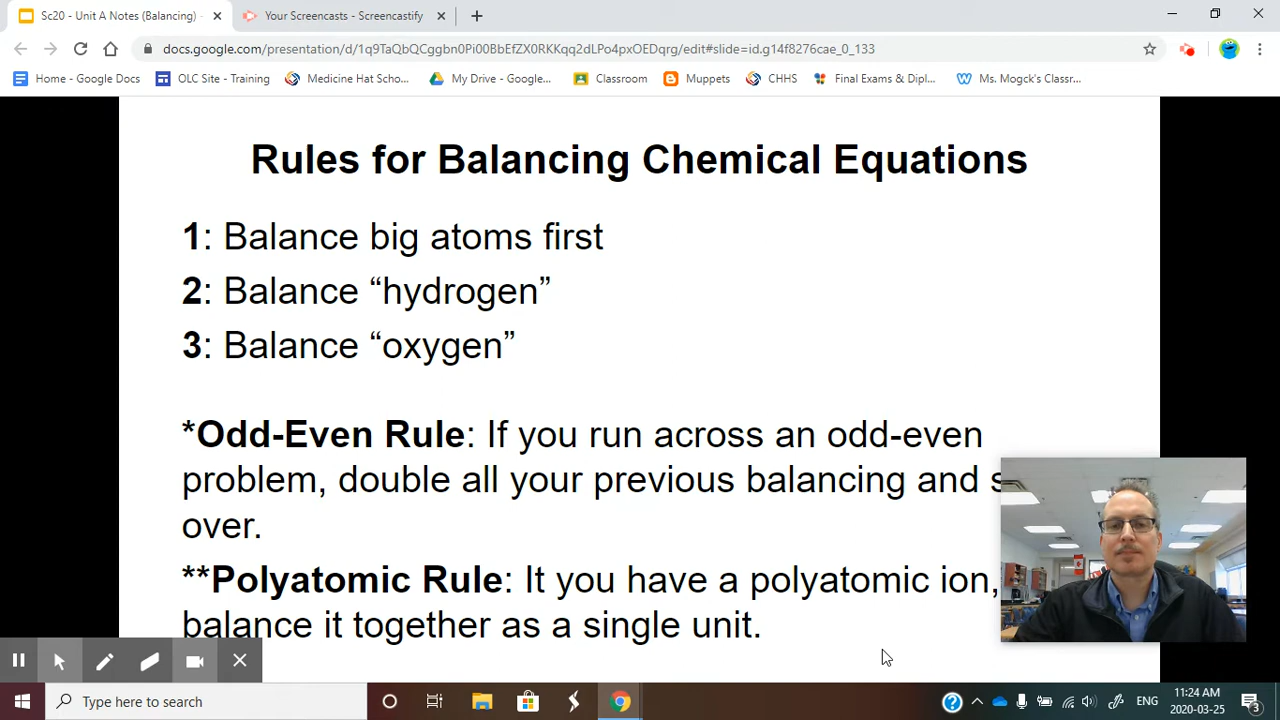 Sc20 - Unit A Notes (Balancing) -
Your Screencasts - Screencastify
docs.google.com/presentation/d/1q9TaQbQCggbn0Pi00BbEfZX0RKKqq2dLPo4pxOEDqrg/edit#slide=id.g14f8276cae_0_133
Home - Google Docs
OLC Site - Training
Medicine Hat Scho...
My Drive - Google...
Classroom
Muppets
CHHS
Final Exams & Dipl...
Ms. Mogck's Classr...
Rules for Balancing Chemical Equations
1: Balance big atoms first
2: Balance “hydrogen”
3: Balance “oxygen”
*Odd-Even Rule: If you run across an odd-even
problem, double all your previous balancing and s
over.
**Polyatomic Rule: It you have a polyatomic ion,
balance it together as a single unit.
Type here to search
ENG
11:24 AM
2020-03-25
3